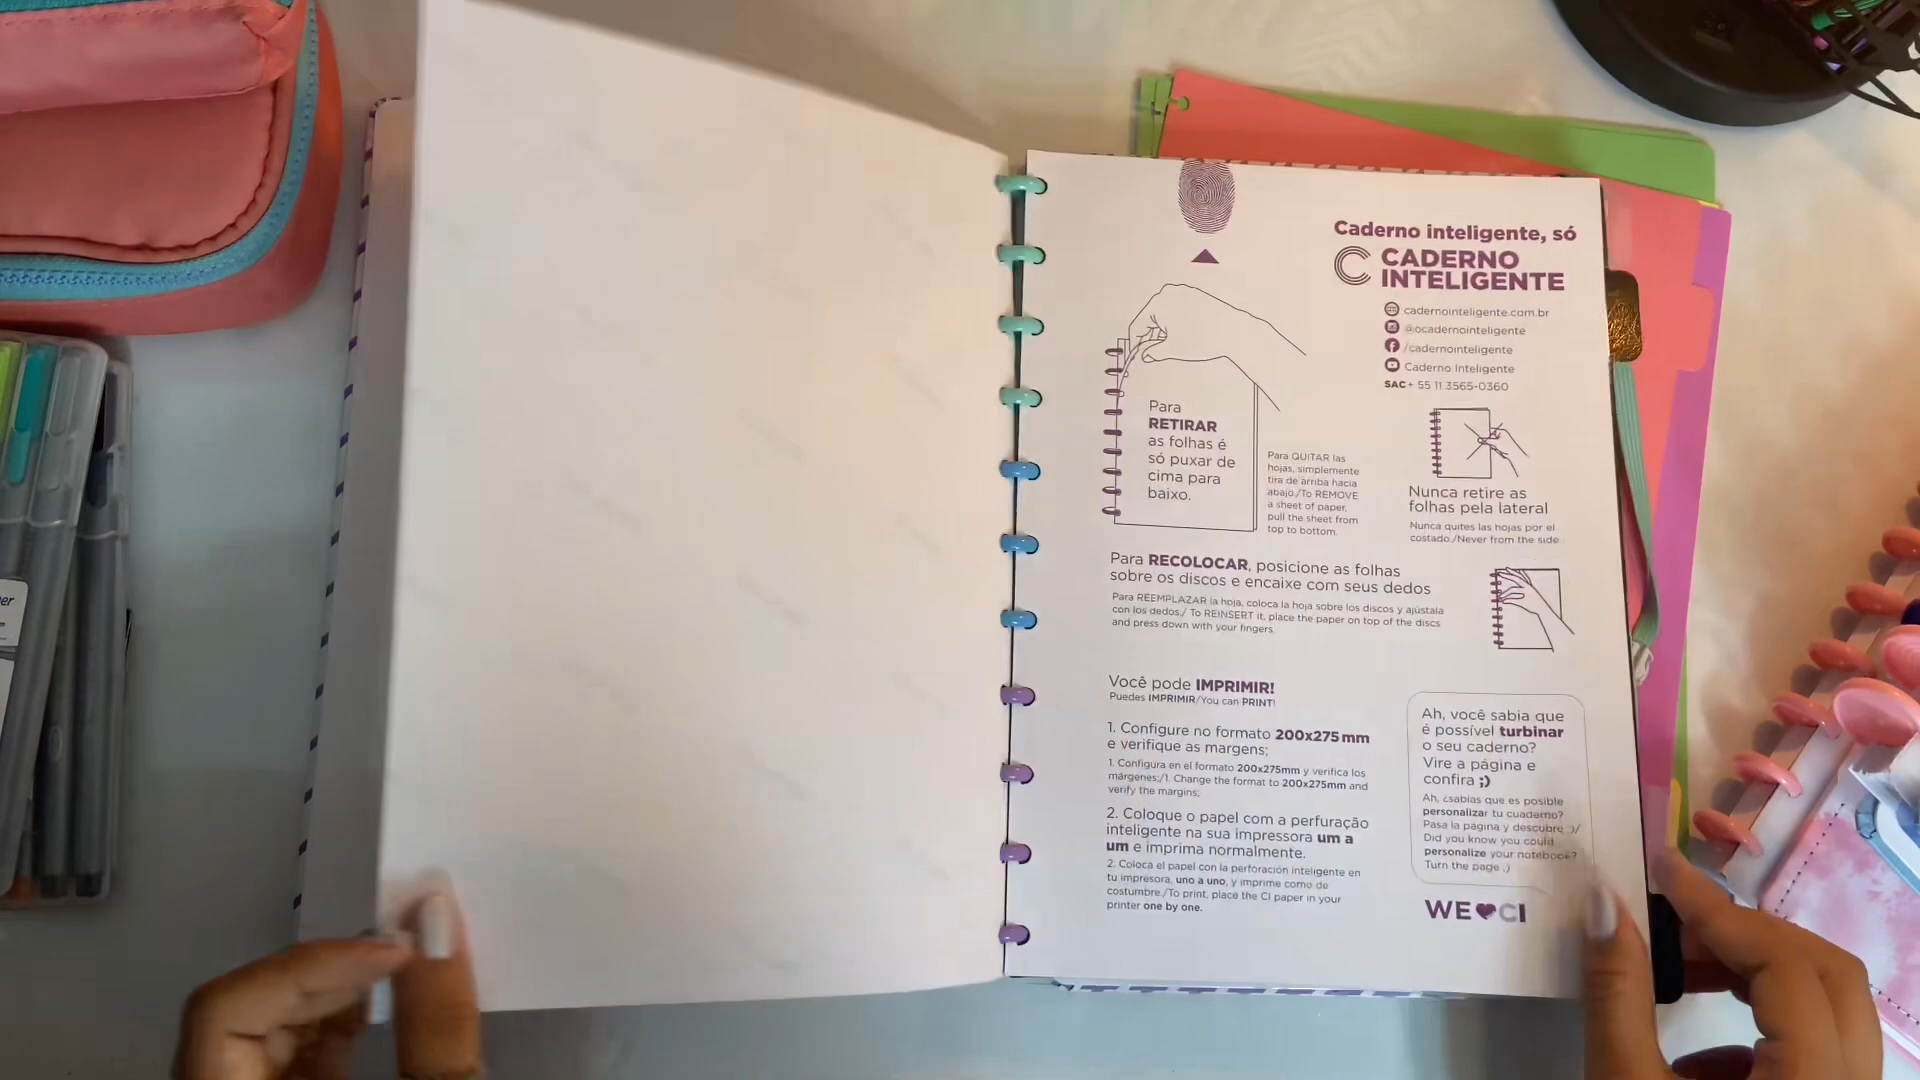 Caderno inteligente, só
CADERNO
INTELIGENTE
cadernointeligente.com.br
@ocadernointeligente
/cadernointeligente
Caderno Inteligente
SAC + 55 11 3565-0360
Para
RETIRAR
as folhas é
só puxar de
cima para
baixo.
Para QUITAR las
hojas, simplemente
tira de arriba hacia
abajo./To REMOVE
a sheet of paper,
pull the sheet from
top to bottom.
Nunca retire as
folhas pela lateral
Nunca quites las hojas por el
costado./Never from the side
Para RECOLOCAR, posicione as folhas
sobre os discos e encaixe com seus dedos
Para REEMPLAZAR la hoja, coloca la hoja sobre los discos y ajústala
con los dedos./ To REINSERT it, place the paper on top of the discs
and press down with your fingers.
Você pode IMPRIMIR!
Puedes IMPRIMIR/You can PRINT!
1. Configure no formato 200x275 mm
e verifique as margens;
1. Configura en el formato 200x275mm y verifica los
márgenes;/1. Change the format to 200x275mm and
verify the margins;
2. Coloque o papel com a perfuração
inteligente na sua impressora um a
um e imprima normalmente.
2. Coloca el papel con la perforación inteligente en
tu impresora, uno a uno, y imprime como de
costumbre./To print, place the CI paper in your
printer one by one.
Ah, você sabia que
é possível turbinar
o seu caderno?
Vire a página e
confira ;)
Ah, ¿sabías que es posible
personalizar tu cuaderno?
Pasa la página y descubre ;)/
Did you know you could
personalize your notebook?
Turn the page ;)
WE CI